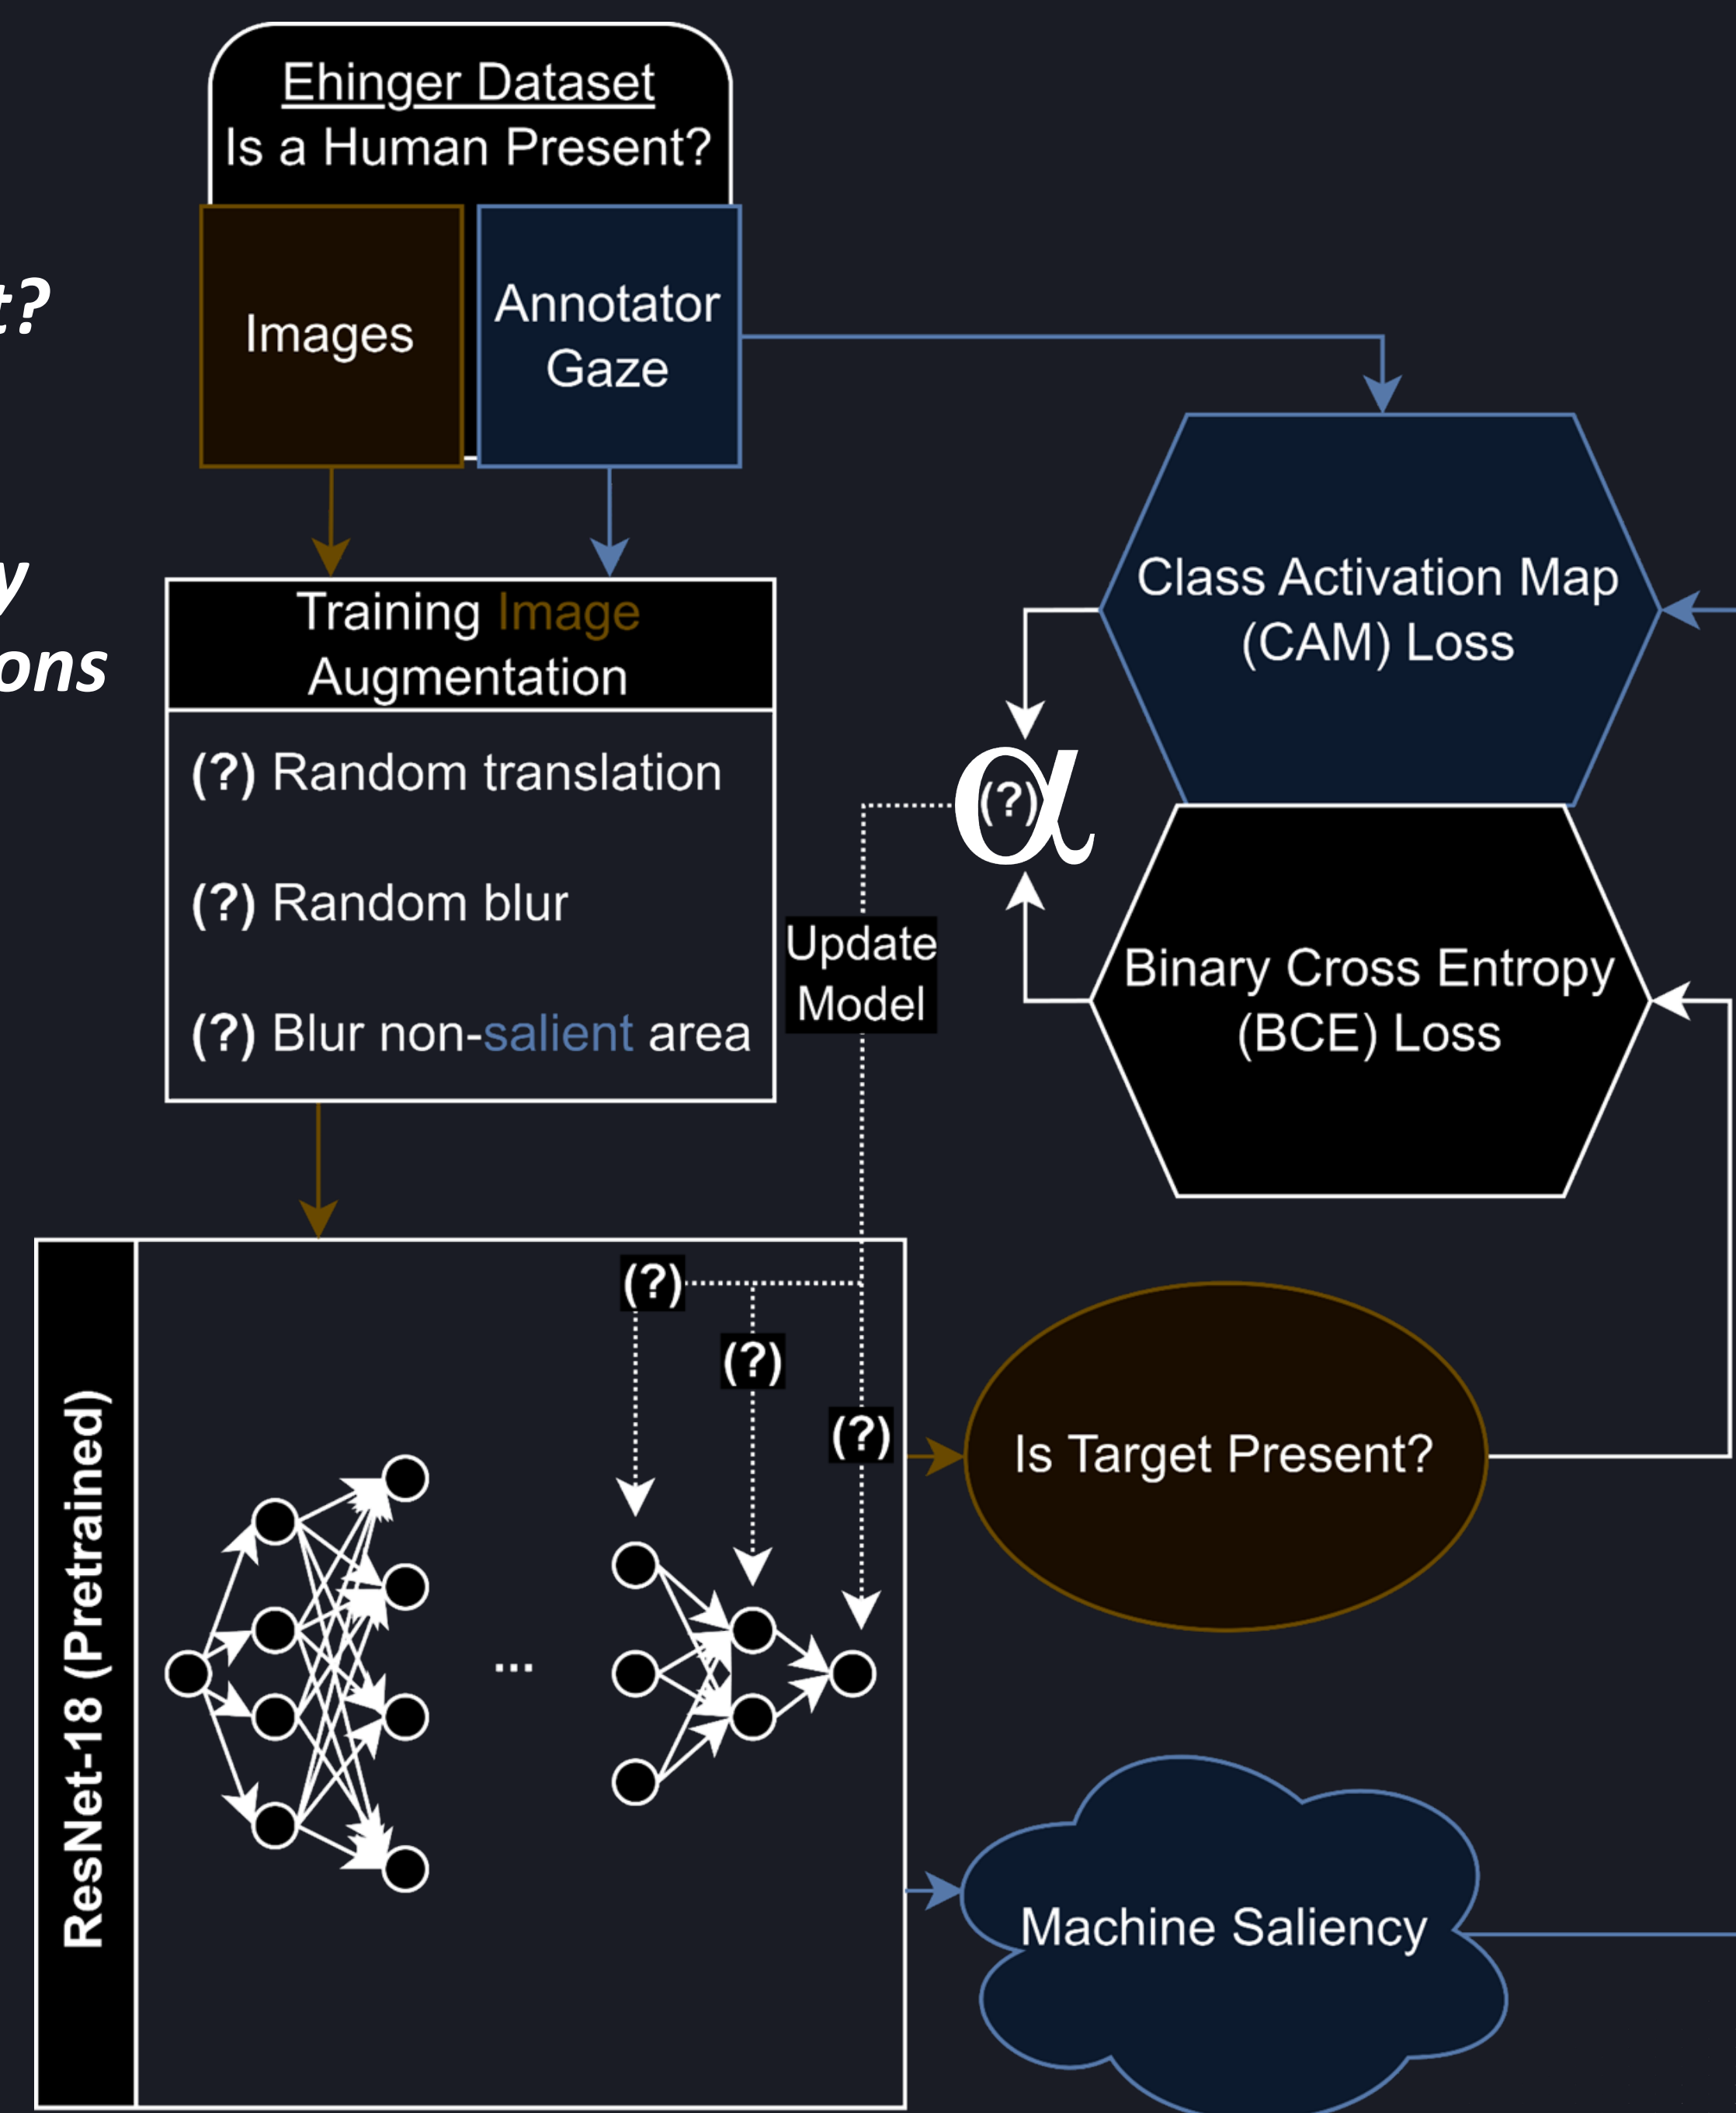 Ehinger Dataset
Is a Human Present?
Images
Annotator
Gaze
t?
y
ons
Training Image
Augmentation
(?) Random translation
(?) Random blur
(?) Blur non-salient area
Class Activation Map
(CAM) Loss
α
(?)
Update
Model
Binary Cross Entropy
(BCE) Loss
ResNet-18 (Pretrained)
(?)
(?)
(?)
...
Is Target Present?
Machine Saliency